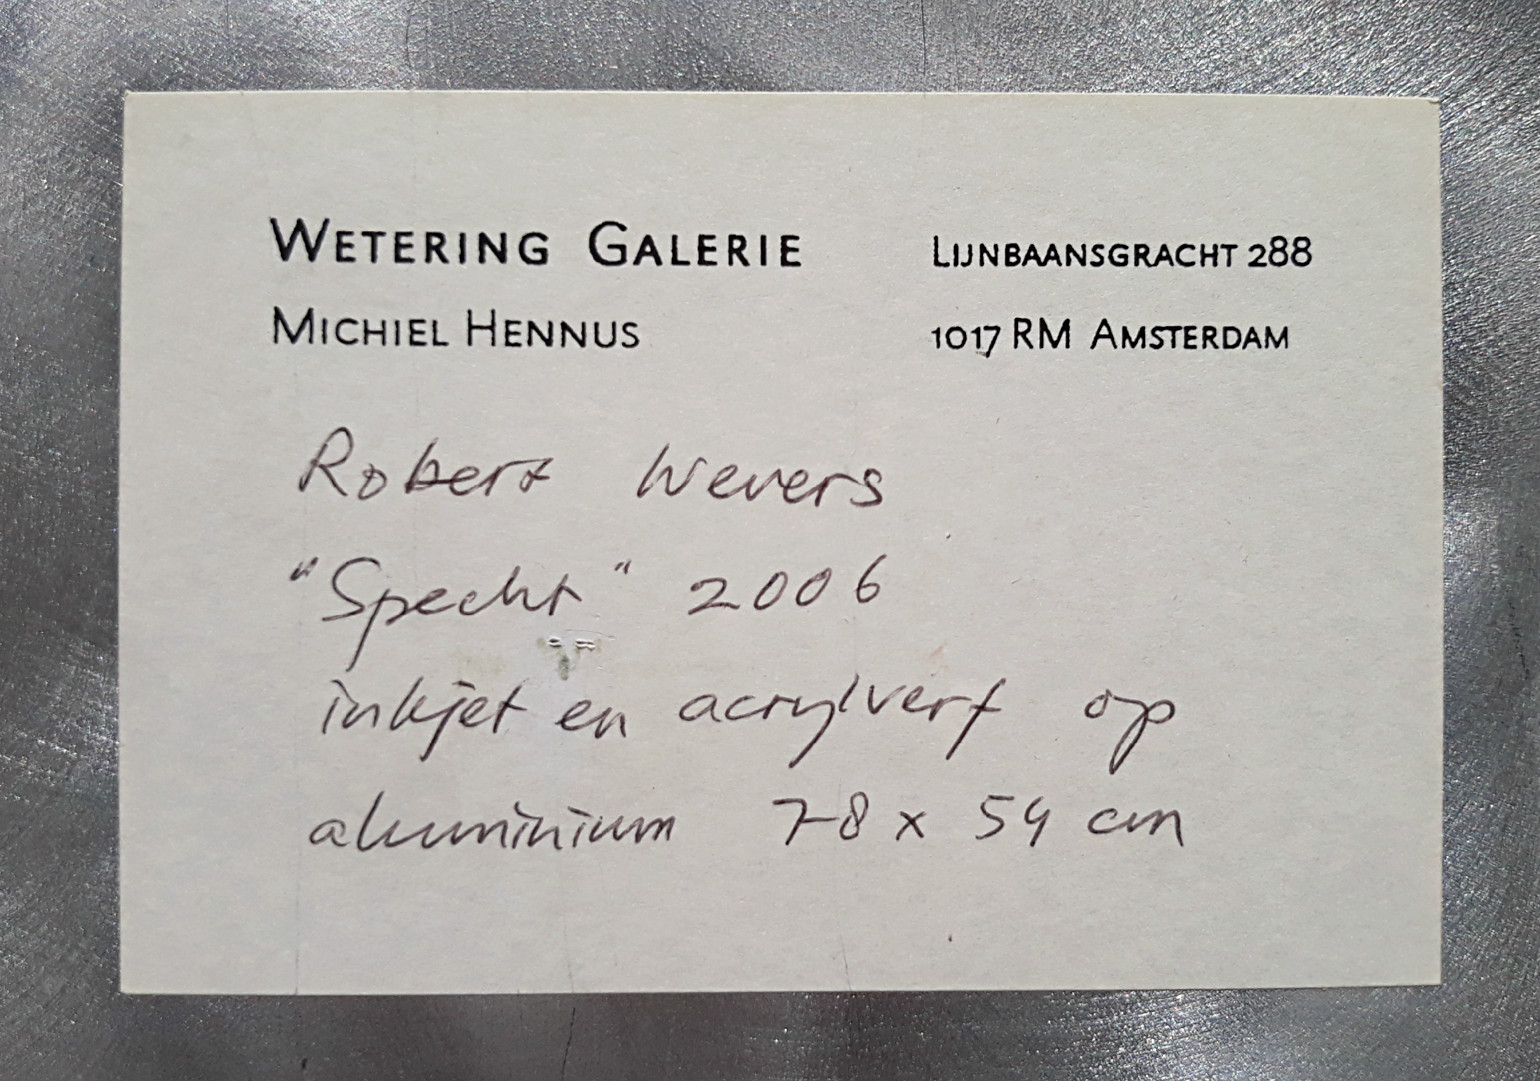 WETERING GALERIE LIJNBAANSGRACHT 288
MICHIEL HENNUS 1017 RM AMSTERDAM
Robert Wevers
"Specht" 2006
inkjet en acrylverf op
aluminium 78 x 54 cm